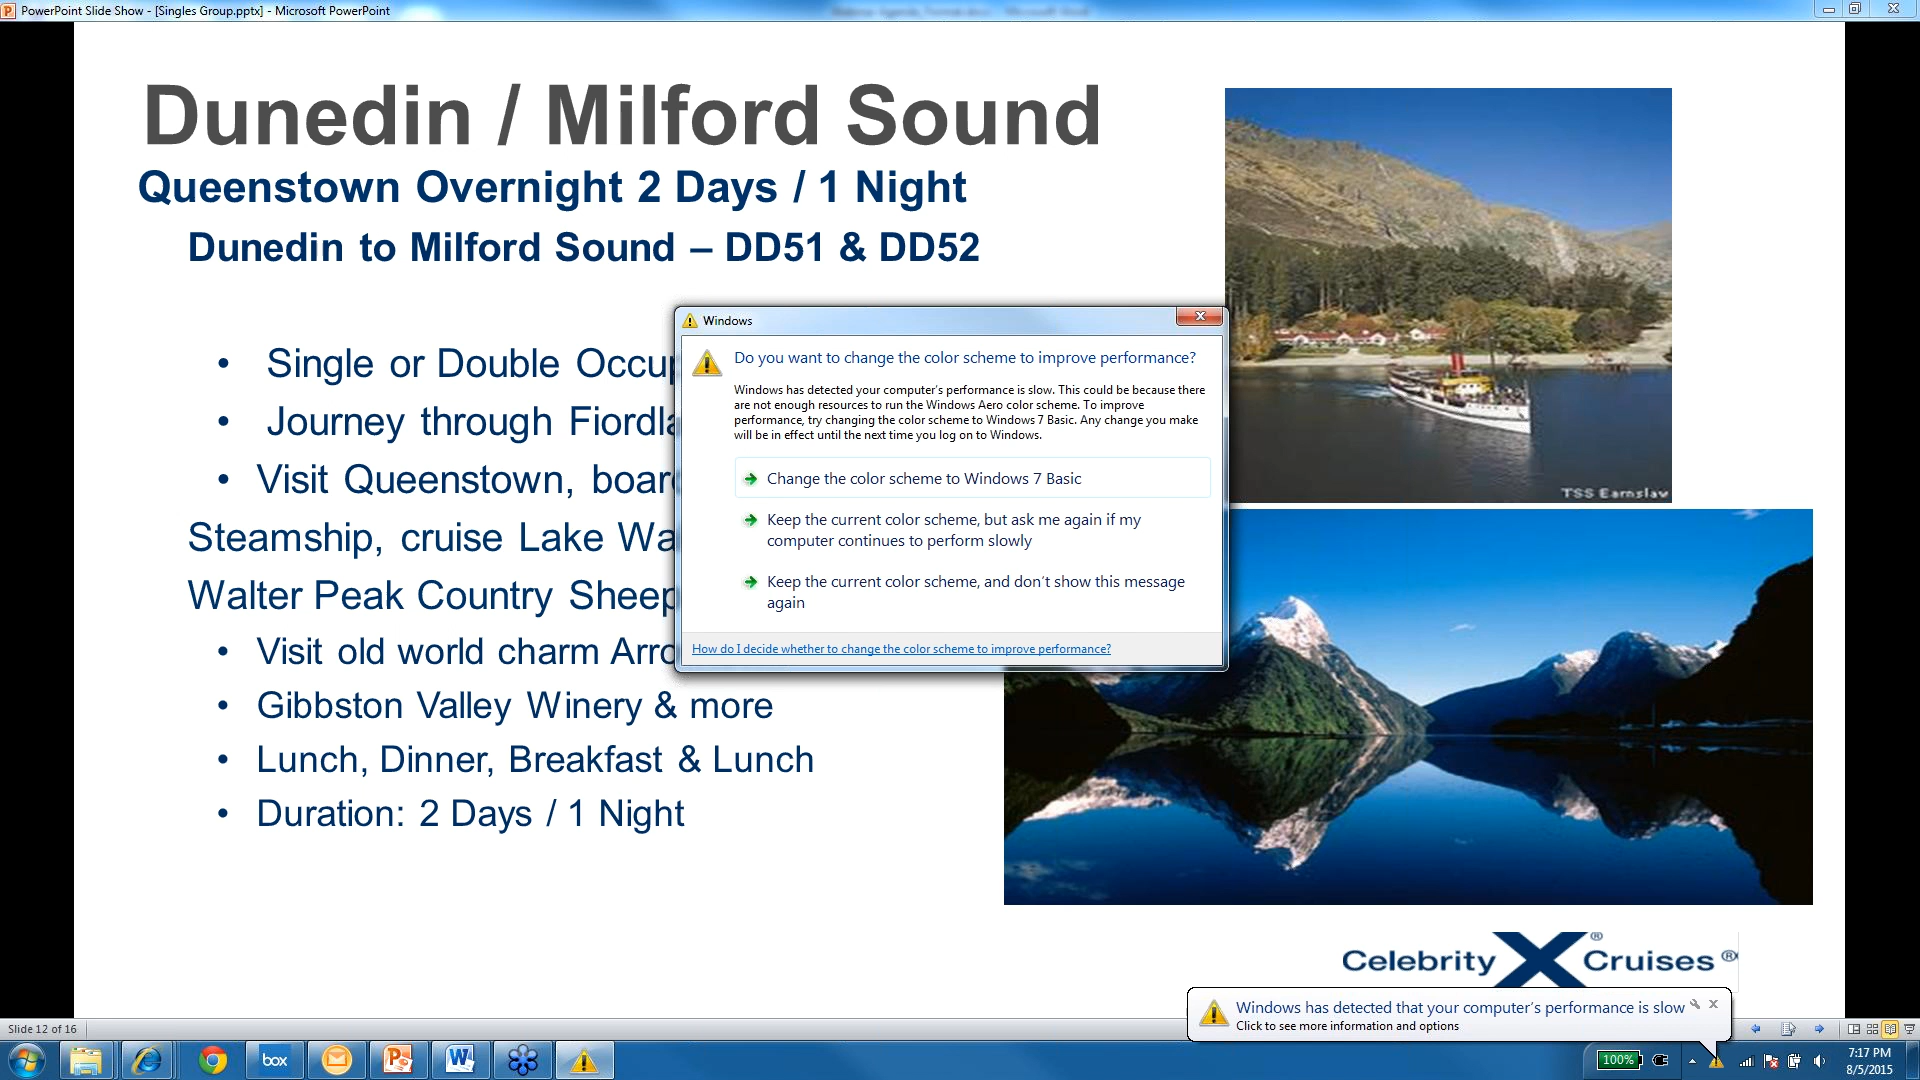 PowerPoint Slide Show - [Singles Group.pptx] - Microsoft PowerPoint
Dunedin / Milford Sound
Queenstown Overnight 2 Days / 1 Night
Dunedin to Milford Sound – DD51 & DD52
• Single or Double Occup
• Journey through Fiordla
• Visit Queenstown, board
Steamship, cruise Lake Wa
Walter Peak Country Sheep
• Visit old world charm Arro
• Gibbston Valley Winery & more
• Lunch, Dinner, Breakfast & Lunch
• Duration: 2 Days / 1 Night
TSS Earnslaw
Windows
Do you want to change the color scheme to improve performance?
Windows has detected your computer's performance is slow. This could be because there
are not enough resources to run the Windows Aero color scheme. To improve
performance, try changing the color scheme to Windows 7 Basic. Any change you make
will be in effect until the next time you log on to Windows.
Change the color scheme to Windows 7 Basic
Keep the current color scheme, but ask me again if my
computer continues to perform slowly
Keep the current color scheme, and don't show this message
again
How do I decide whether to change the color scheme to improve performance?
Celebrity X® Cruises®
Windows has detected that your computer's performance is slow
Click to see more information and options
Slide 12 of 16
box
100%
7:17 PM
8/5/2015